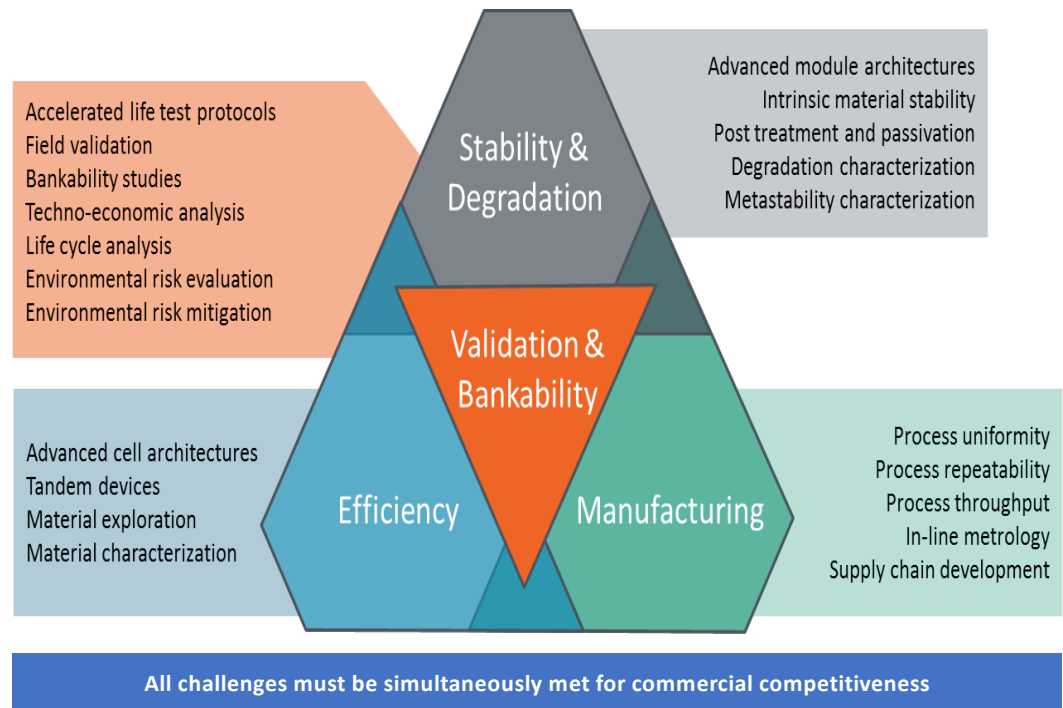 Accelerated life test protocols
Field validation
Bankability studies
Techno-economic analysis
Life cycle analysis
Environmental risk evaluation
Environmental risk mitigation
Stability &
Degradation
Advanced module architectures
Intrinsic material stability
Post treatment and passivation
Degradation characterization
Metastability characterization
Validation &
Bankability
Advanced cell architectures
Tandem devices
Material exploration
Material characterization
Efficiency
Manufacturing
Process uniformity
Process repeatability
Process throughput
In-line metrology
Supply chain development
All challenges must be simultaneously met for commercial competitiveness